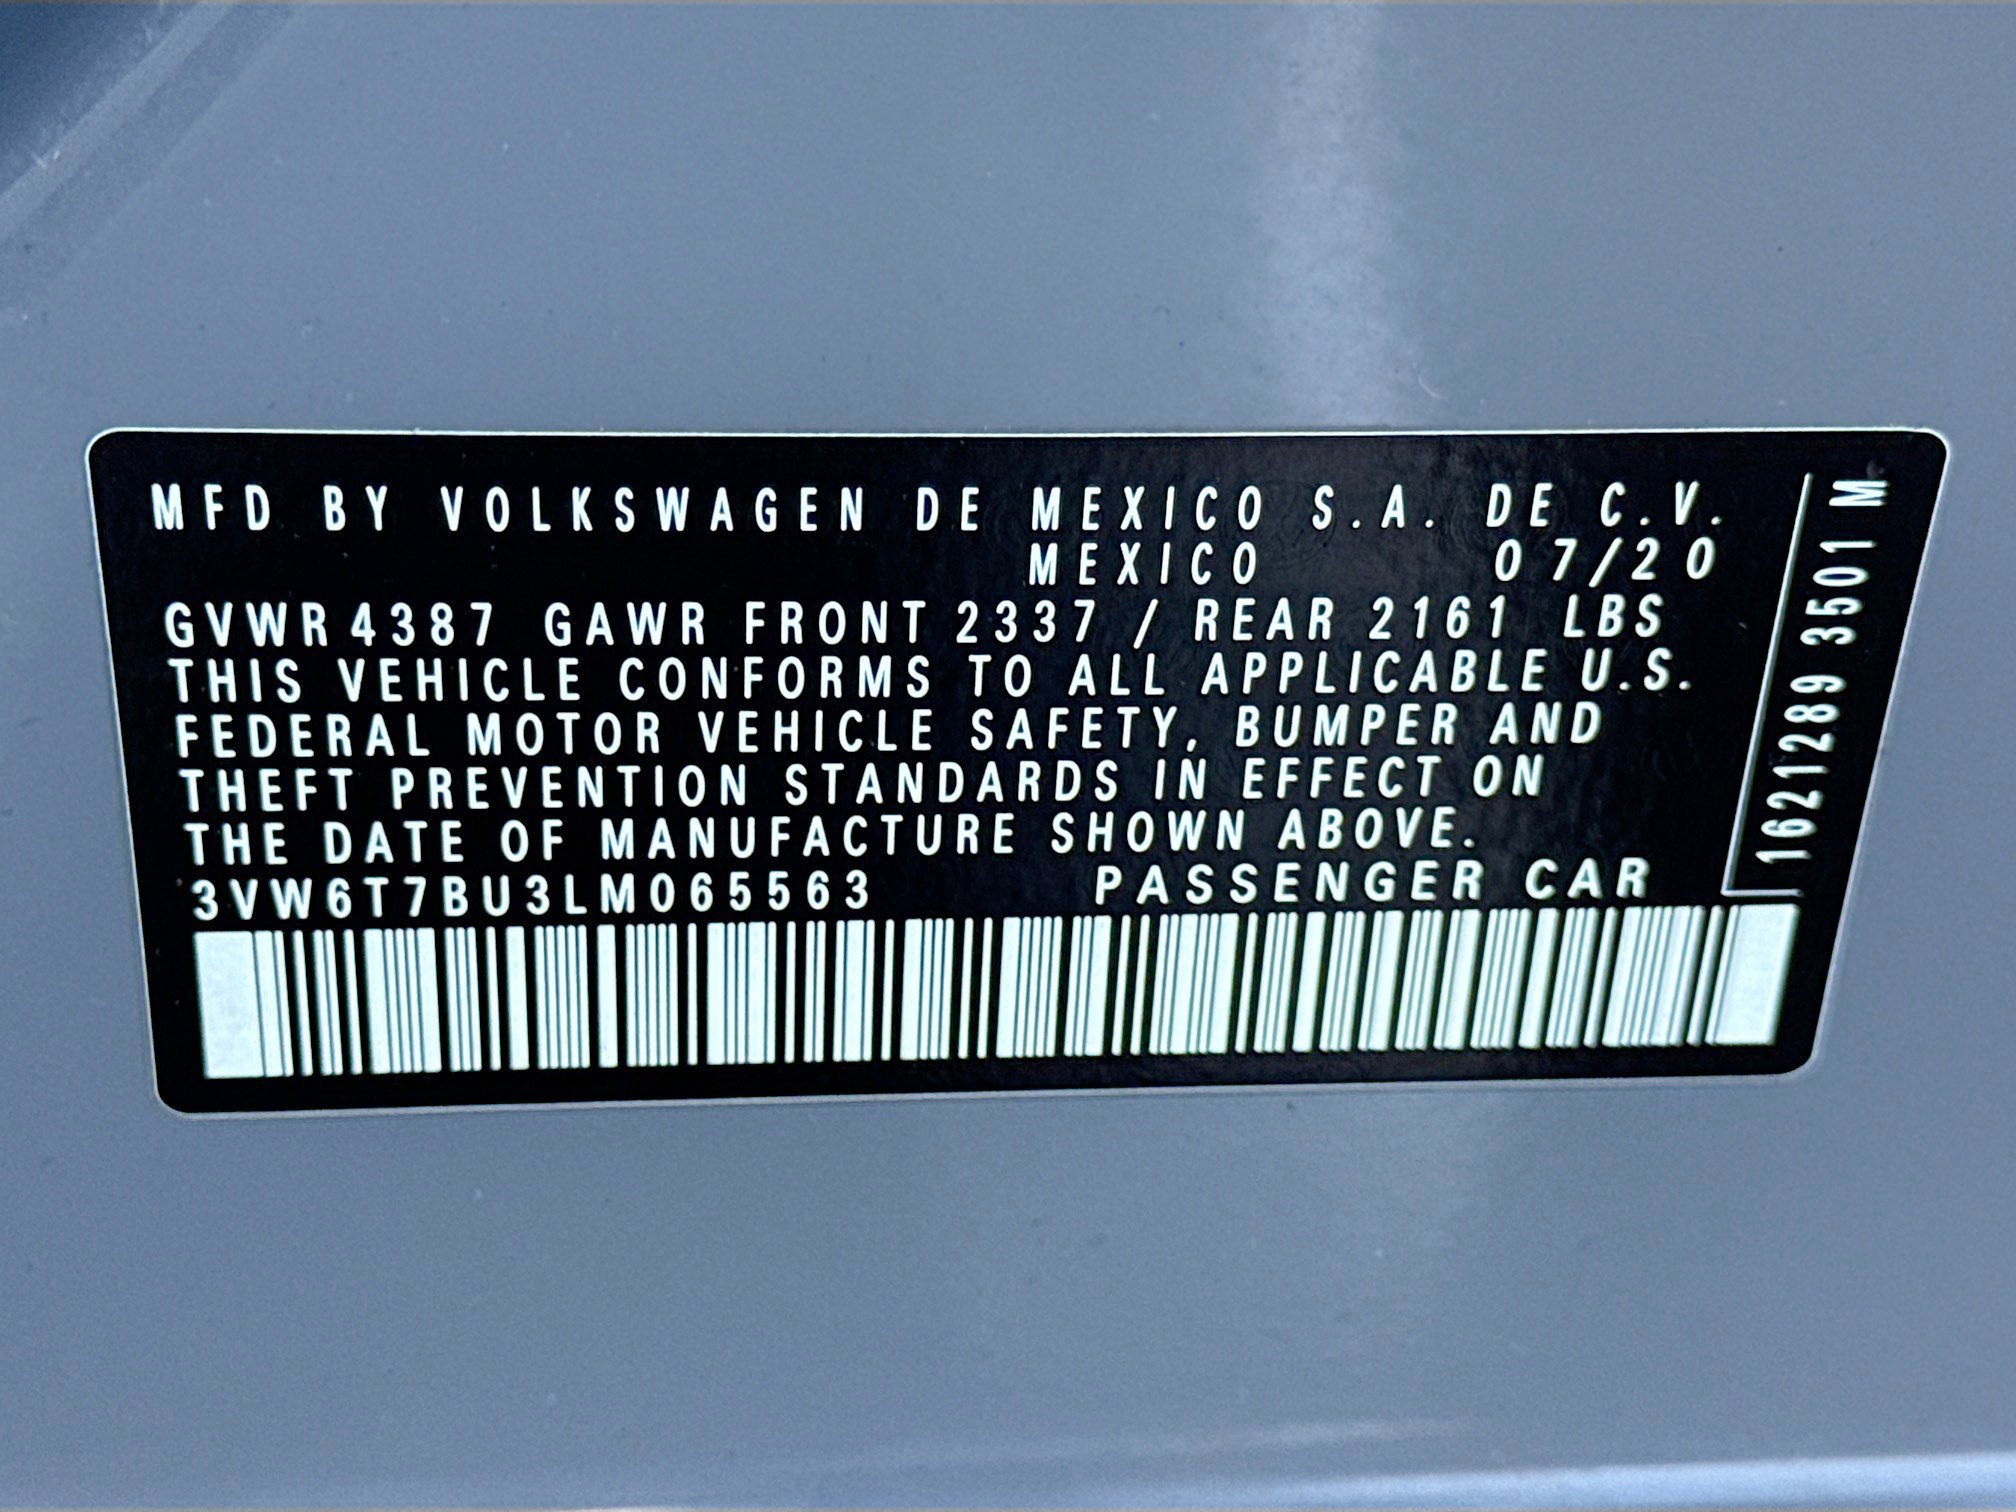 MFD BY VOLKSWAGEN DE MEXICO S.A. DE C.V.
MEXICO 07/20
GVWR 4387 GAWR FRONT 2337 / REAR 2161 LBS
THIS VEHICLE CONFORMS TO ALL APPLICABLE U.S.
FEDERAL MOTOR VEHICLE SAFETY, BUMPER AND
THEFT PREVENTION STANDARDS IN EFFECT ON
THE DATE OF MANUFACTURE SHOWN ABOVE.
3VW6T7BU3LM065563 PASSENGER CAR
1621289 3501 M